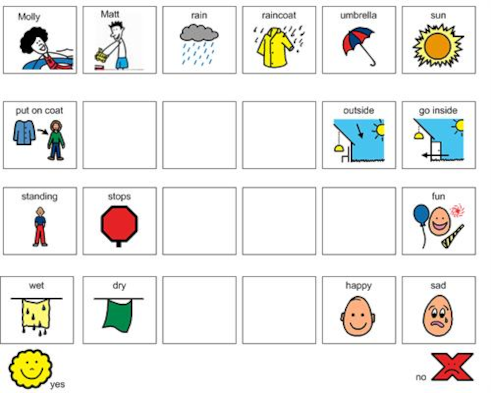 Molly
Matt
rain
raincoat
umbrella
sun
put on coat
outside
go inside
standing
stops
fun
wet
dry
happy
sad
yes
no